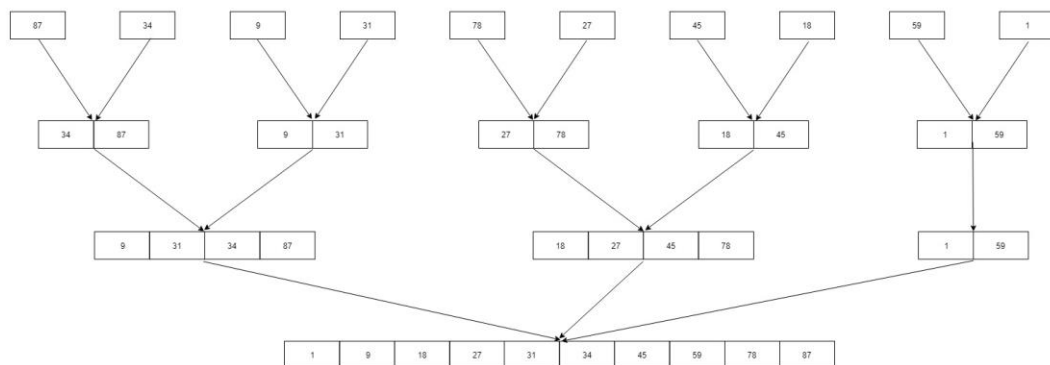 87 34 9 31 78 27 45 18 59 1
34 87 9 31 27 78 18 45 1 59
9 31 34 87 18 27 45 78 1 59
1 9 18 27 31 34 45 59 78 87